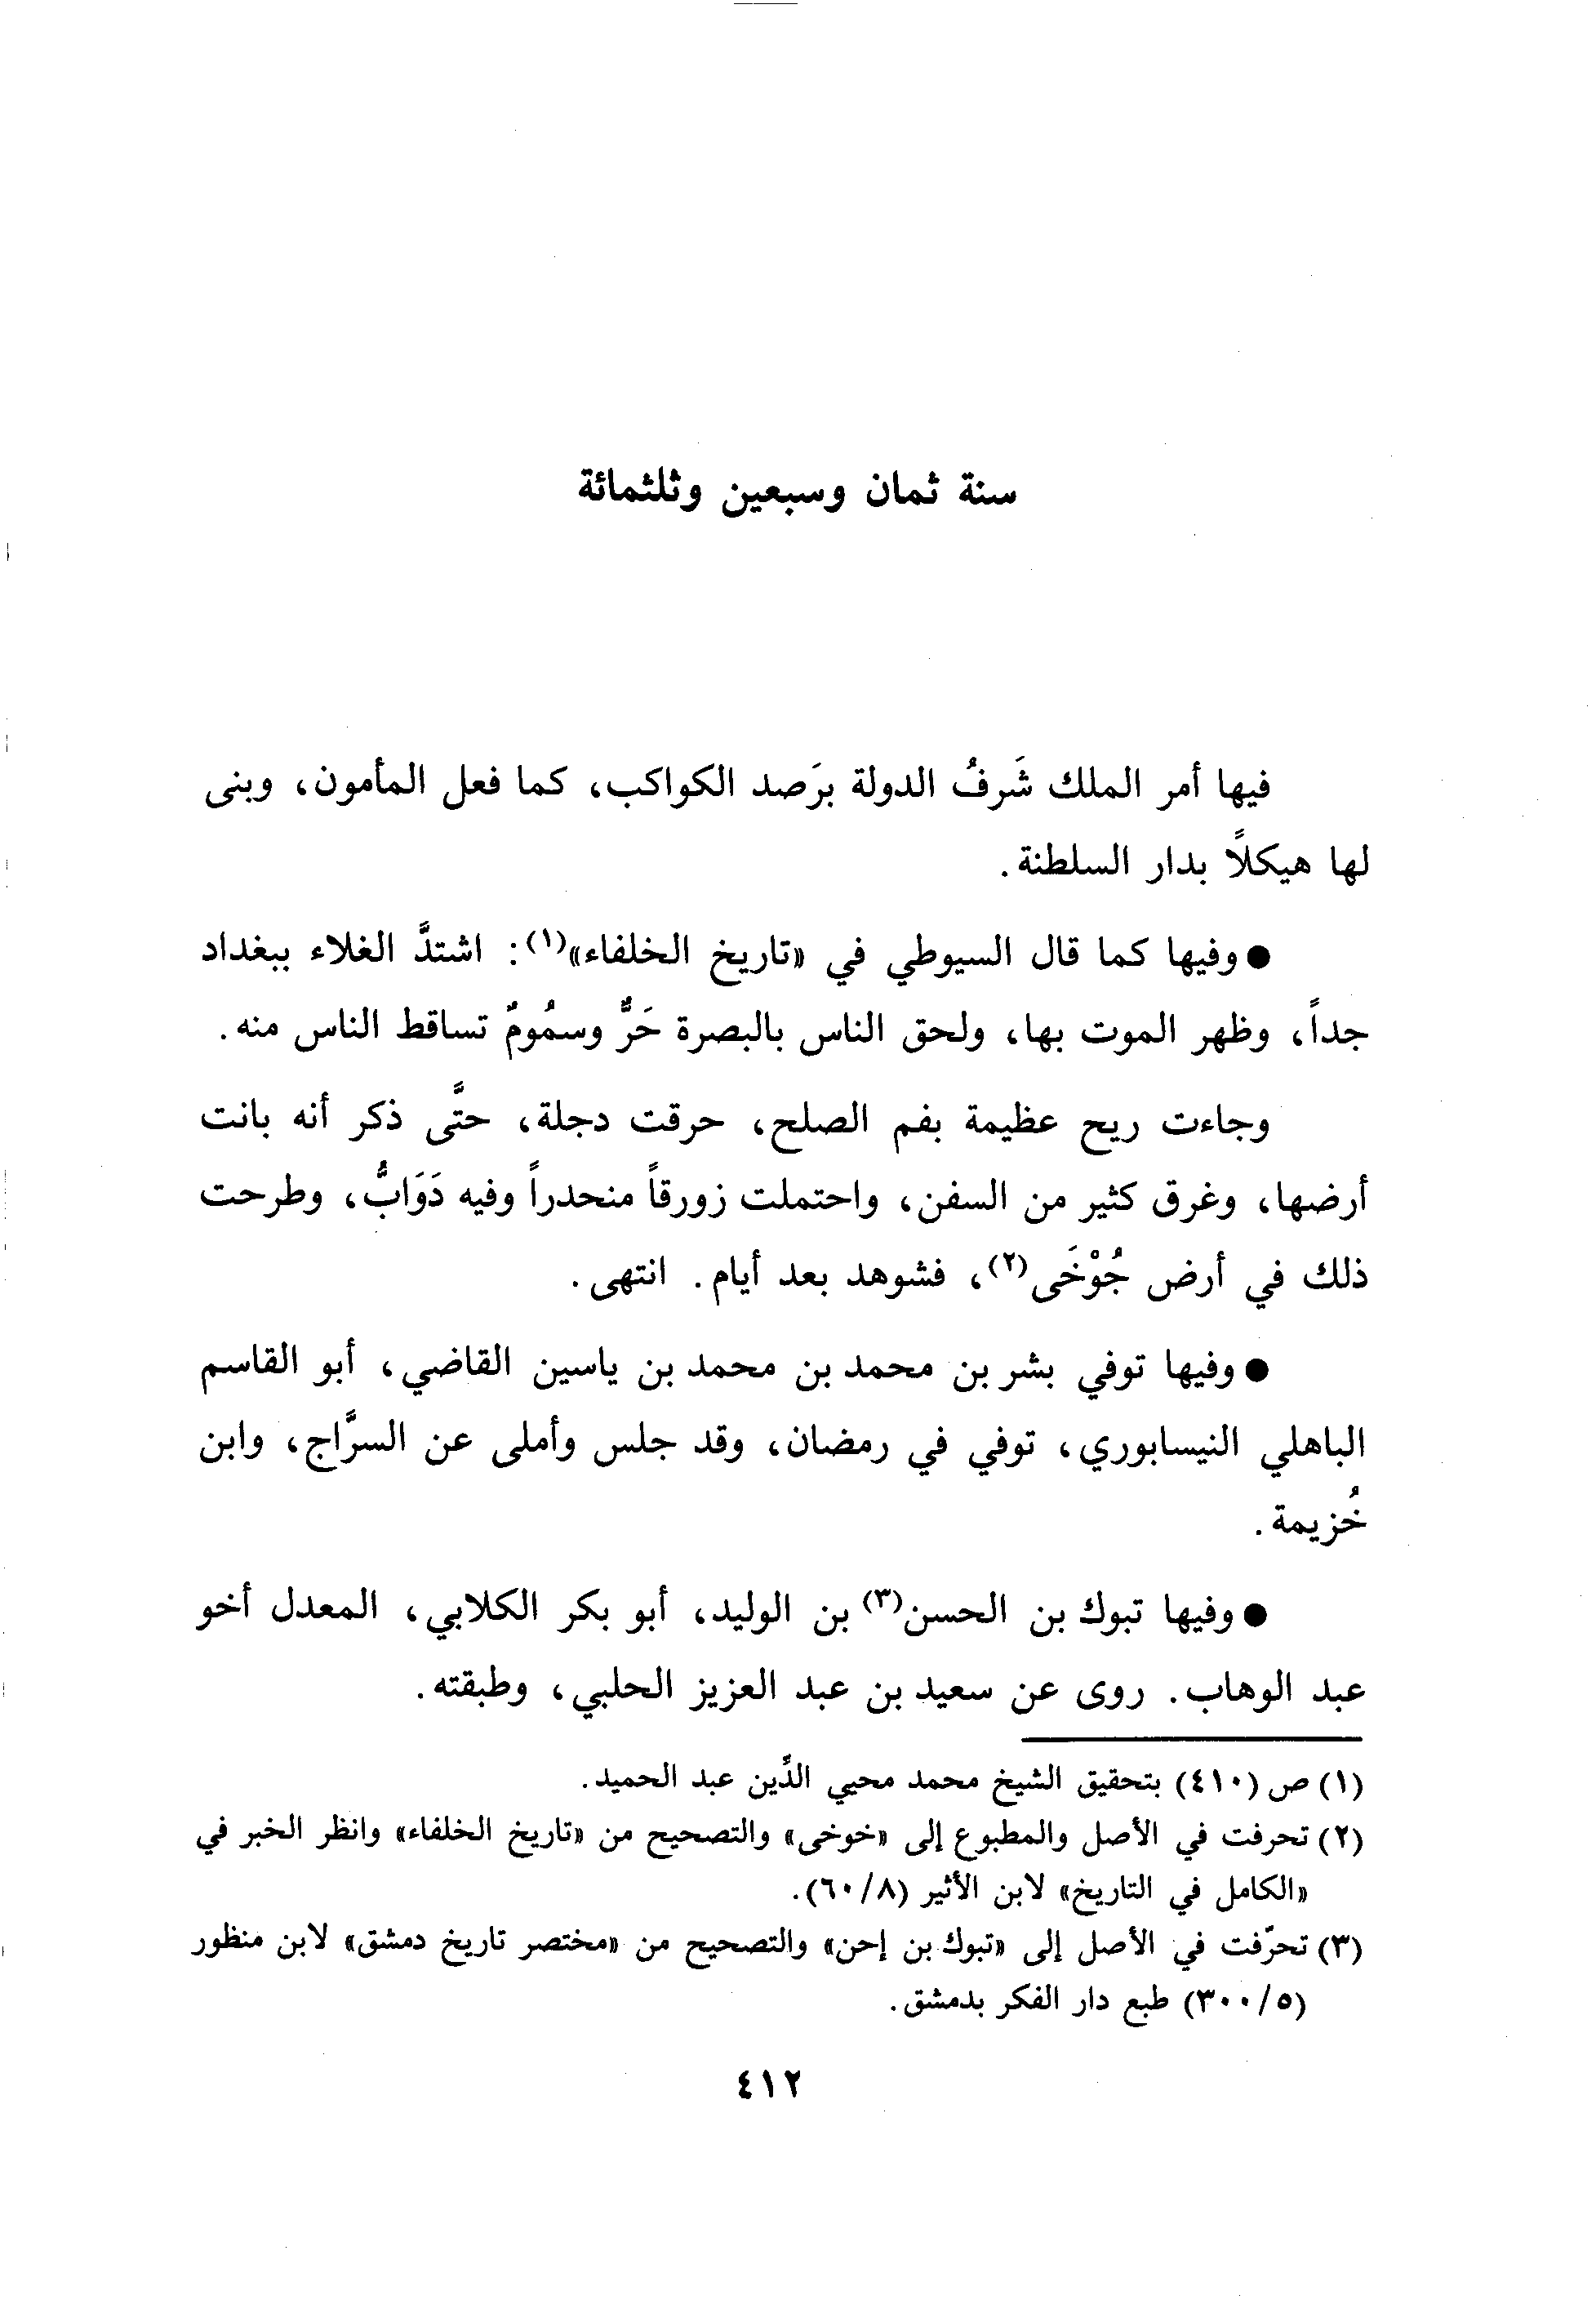 سنة ثمان وسبعين وثلثمائة
فيها أمر الملك شَرفُ الدولة برَصد الكواكب، كما فعل المأمون، وبنى
لها هيكلاً بدار السلطنة.
● وفيها كما قال السيوطي في «تاريخ الخلفاء»(١): اشتدَّ الغلاء ببغداد
جداً، وظهر الموت بها، ولحق الناس بالبصرة حَرٌّ وسمُومٌ تساقط الناس منه.
وجاءت ريح عظيمة بفم الصلح، حرقت دجلة، حتَّى ذكر أنه بانت
أرضها، وغرق كثير من السفن، واحتملت زورقاً منحدراً وفيه دَوَابُّ، وطرحت
ذلك في أرض جُوْخَى(٢)، فشوهد بعد أيام. انتهى.
● وفيها توفي بشر بن محمد بن محمد بن ياسين القاضي، أبو القاسم
الباهلي النيسابوري، توفي في رمضان، وقد جلس وأملى عن السرَّاج، وابن
خُزيمة.
● وفيها تبوك بن الحسن(٣) بن الوليد، أبو بكر الكلابي، المعدل أخو
عبد الوهاب. روى عن سعيد بن عبد العزيز الحلبي، وطبقته.
(١) ص (٤١٠) بتحقيق الشيخ محمد محيي الدِّين عبد الحميد.
(٢) تحرفت في الأصل والمطبوع إلى «خوخى» والتصحيح من «تاريخ الخلفاء» وانظر الخبر في
«الكامل في التاريخ» لابن الأثير (٦٠/٨).
(٣) تحرّفت في الأصل إلى «تبوك بن إحن» والتصحيح من «مختصر تاريخ دمشق» لابن منظور
(٣٠٠/٥) طبع دار الفكر بدمشق.
٤١٢